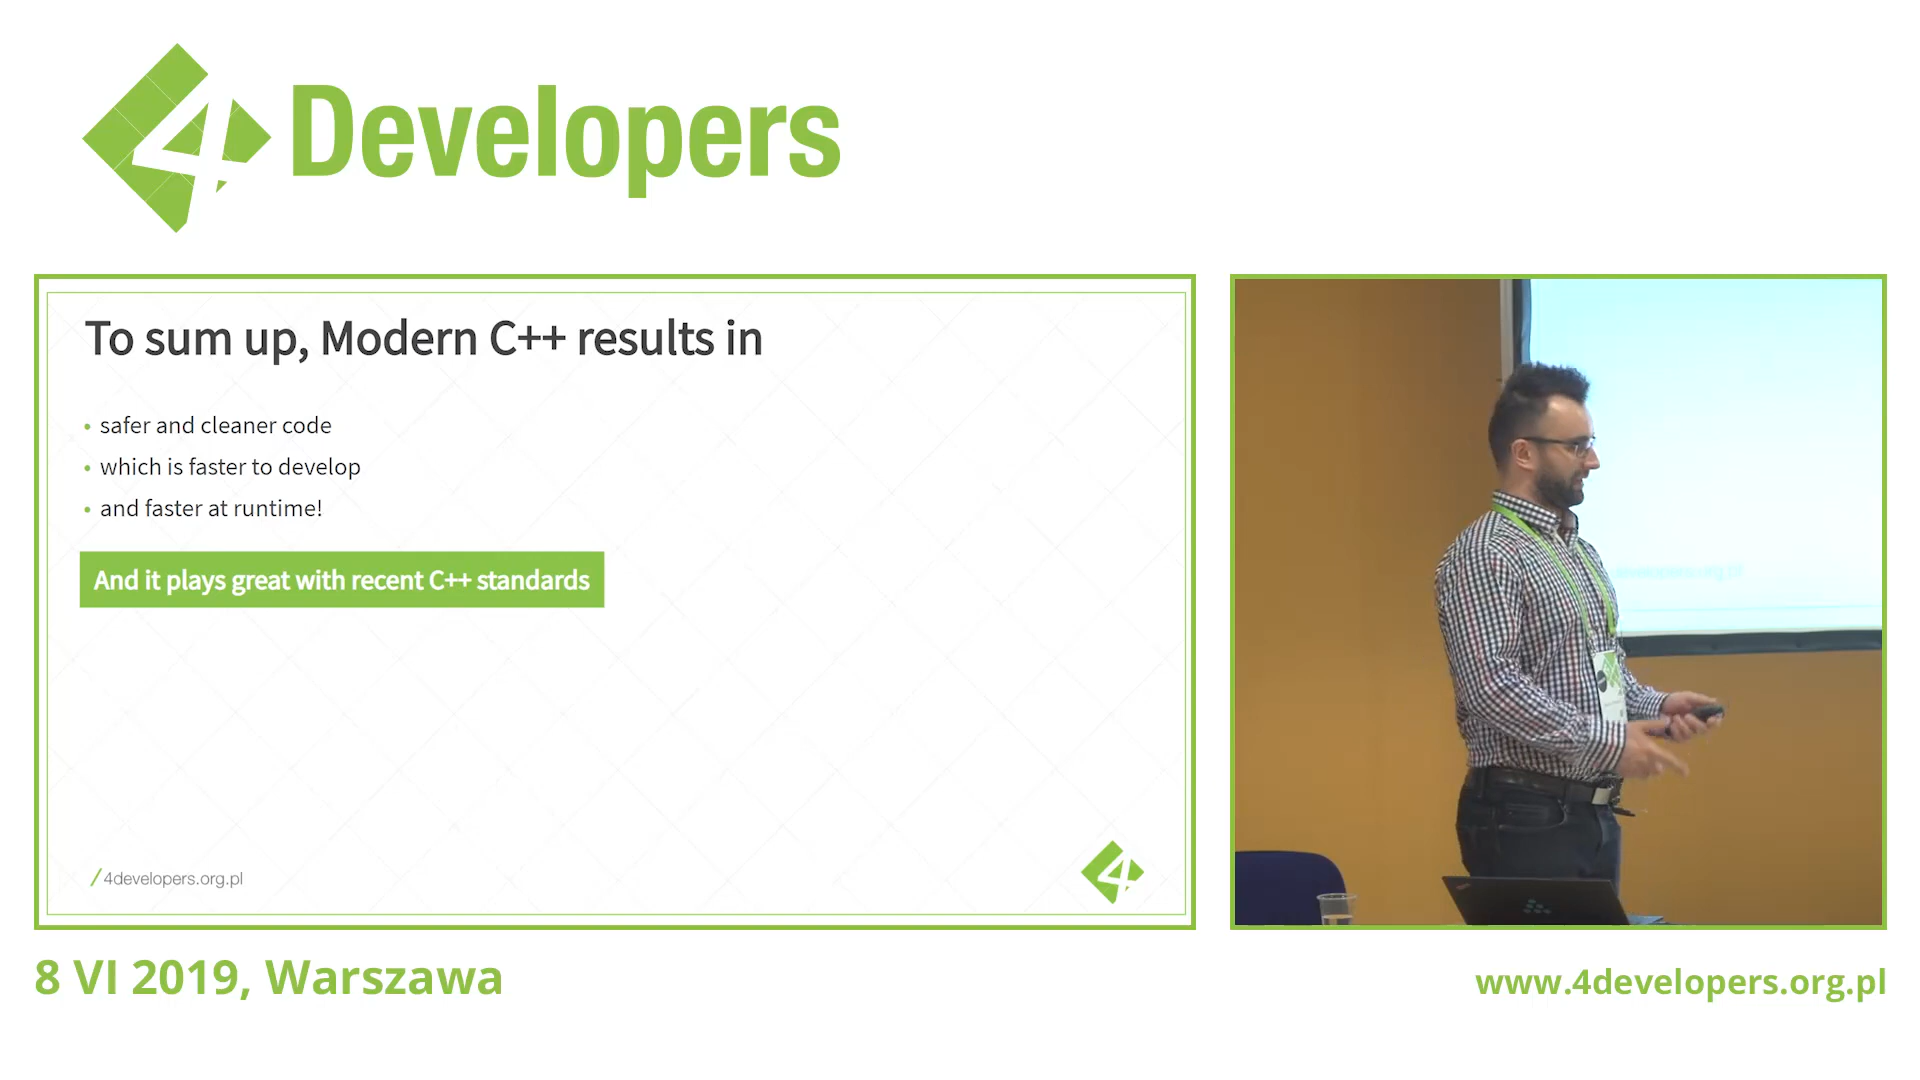 4Developers
To sum up, Modern C++ results in
• safer and cleaner code
• which is faster to develop
• and faster at runtime!
And it plays great with recent C++ standards
/4developers.org.pl
4
8 VI 2019, Warszawa
www.4developers.org.pl